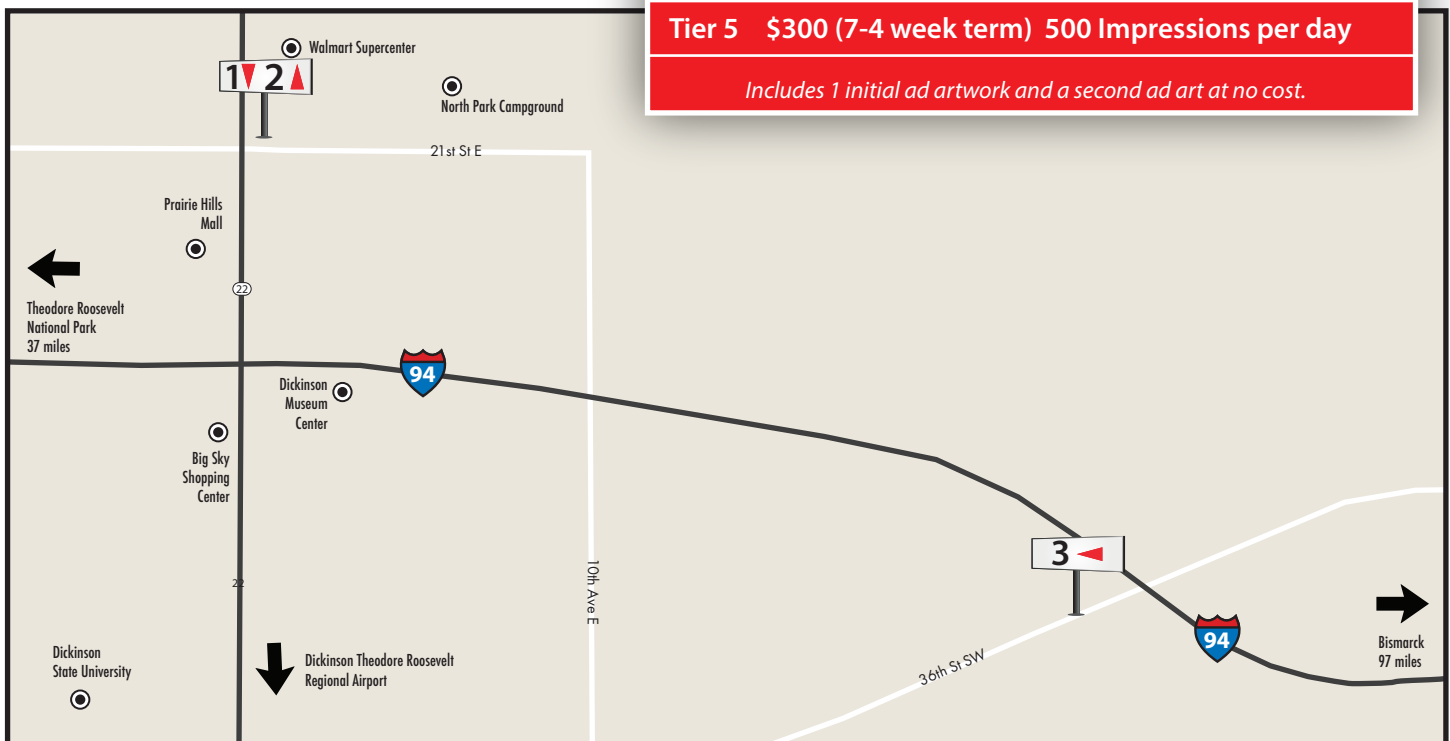 Tier 5 $300 (7-4 week term) 500 Impressions per day
Includes 1 initial ad artwork and a second ad art at no cost.
Walmart Supercenter
1 2
North Park Campground
21st St E
Prairie Hills
Mall
22
Theodore Roosevelt
National Park
37 miles
94
Dickinson
Museum
Center
Big Sky
Shopping
Center
3
22
10th Ave E
94
Bismarck
97 miles
36th St SW
Dickinson
State University
Dickinson Theodore Roosevelt
Regional Airport